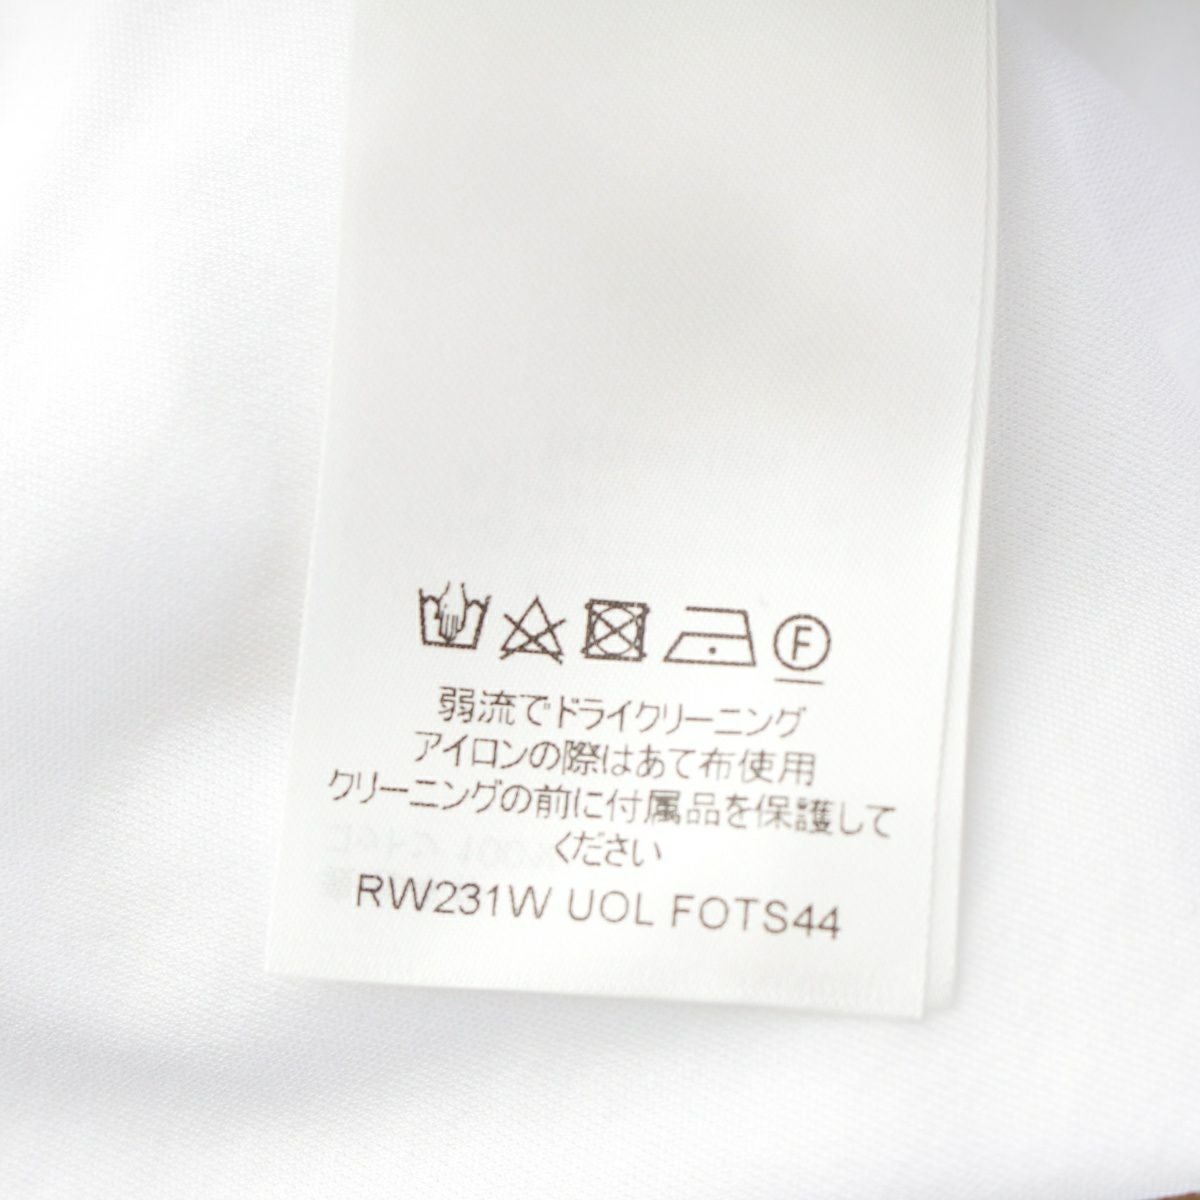 F
弱流でドライクリーニング
アイロンの際はあて布使用
クリーニングの前に付属品を保護して
ください
RW231W UOL FOTS44